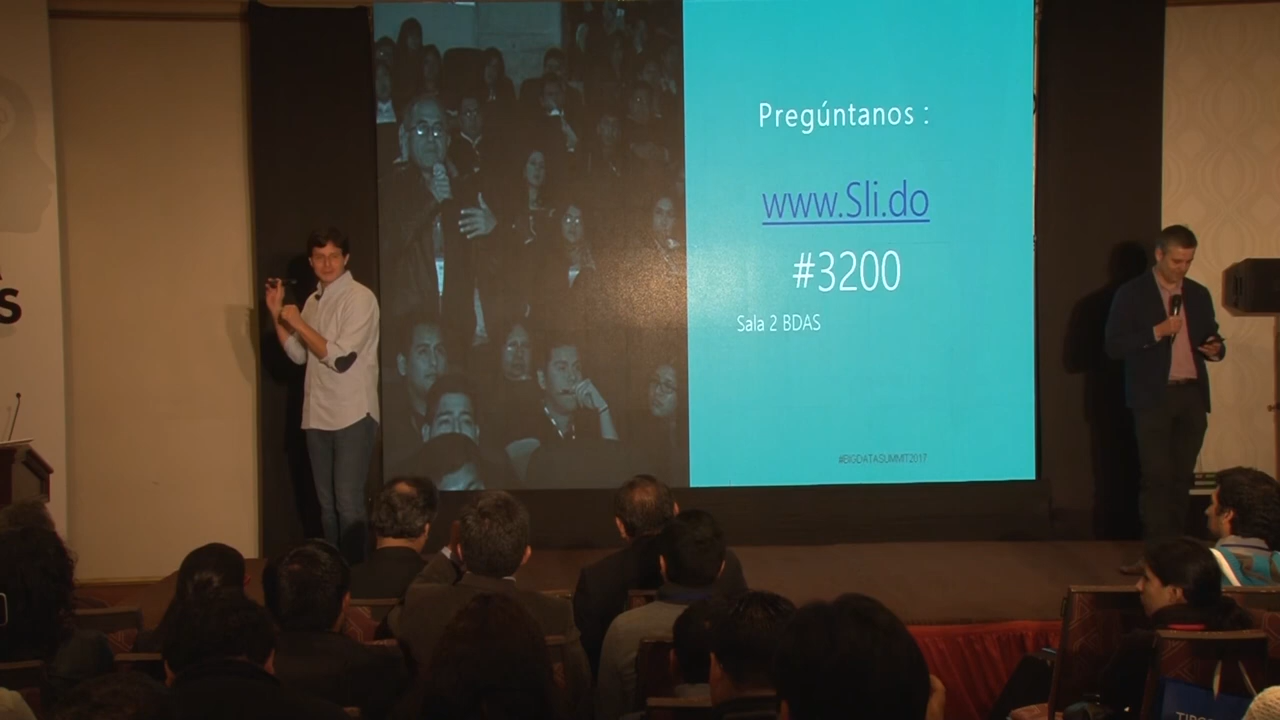 Pregúntanos :
www.Sli.do
#3200
Sala 2 BDAS
#BIGDATASUMMIT2017